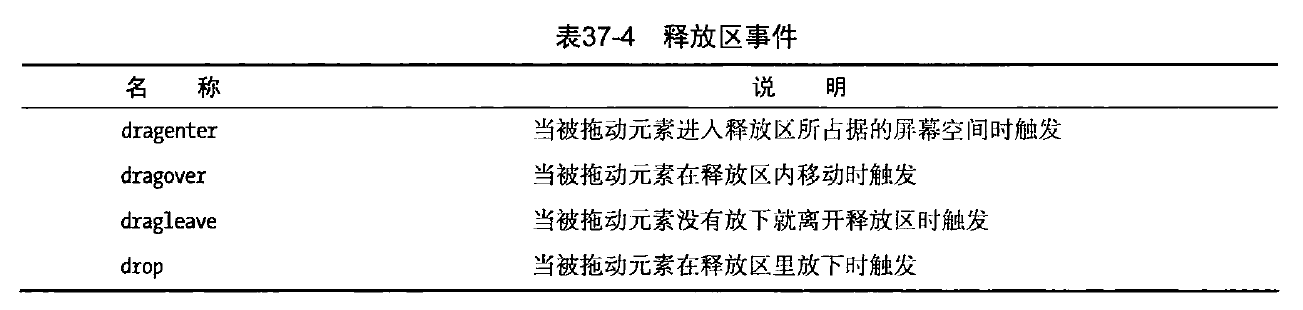 表37-4 释放区事件
名 称 说 明
dragenter 当被拖动元素进入释放区所占据的屏幕空间时触发
dragover 当被拖动元素在释放区内移动时触发
dragleave 当被拖动元素没有放下就离开释放区时触发
drop 当被拖动元素在释放区里放下时触发